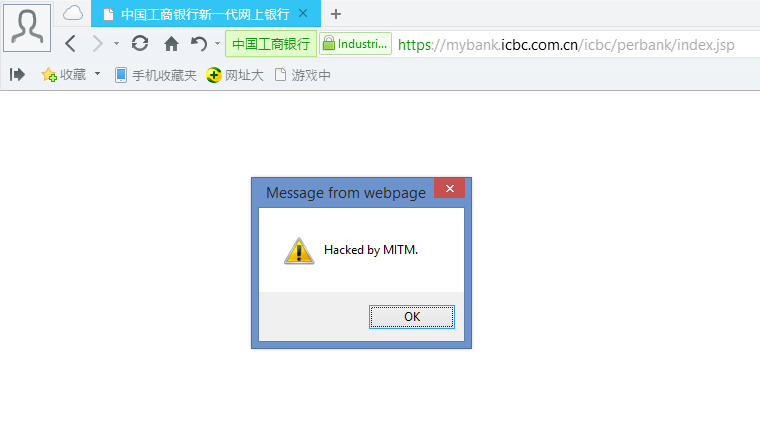 中国工商银行新一代网上银行
中国工商银行 Industri... https://mybank.icbc.com.cn/icbc/perbank/index.jsp
收藏 手机收藏夹 网址大 游戏中
Message from webpage
Hacked by MITM.
OK